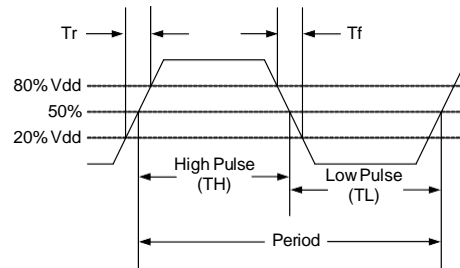 Tr
Tf
80% Vdd
50%
20% Vdd
High Pulse
(TH)
Low Pulse
(TL)
Period